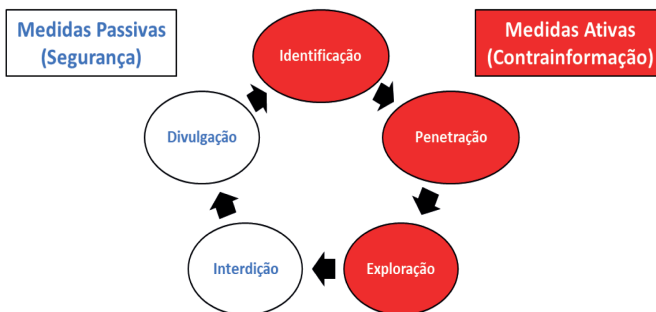 Medidas Passivas
(Segurança)
Medidas Ativas
(Contrainformação)
Identificação
Penetração
Exploração
Interdição
Divulgação